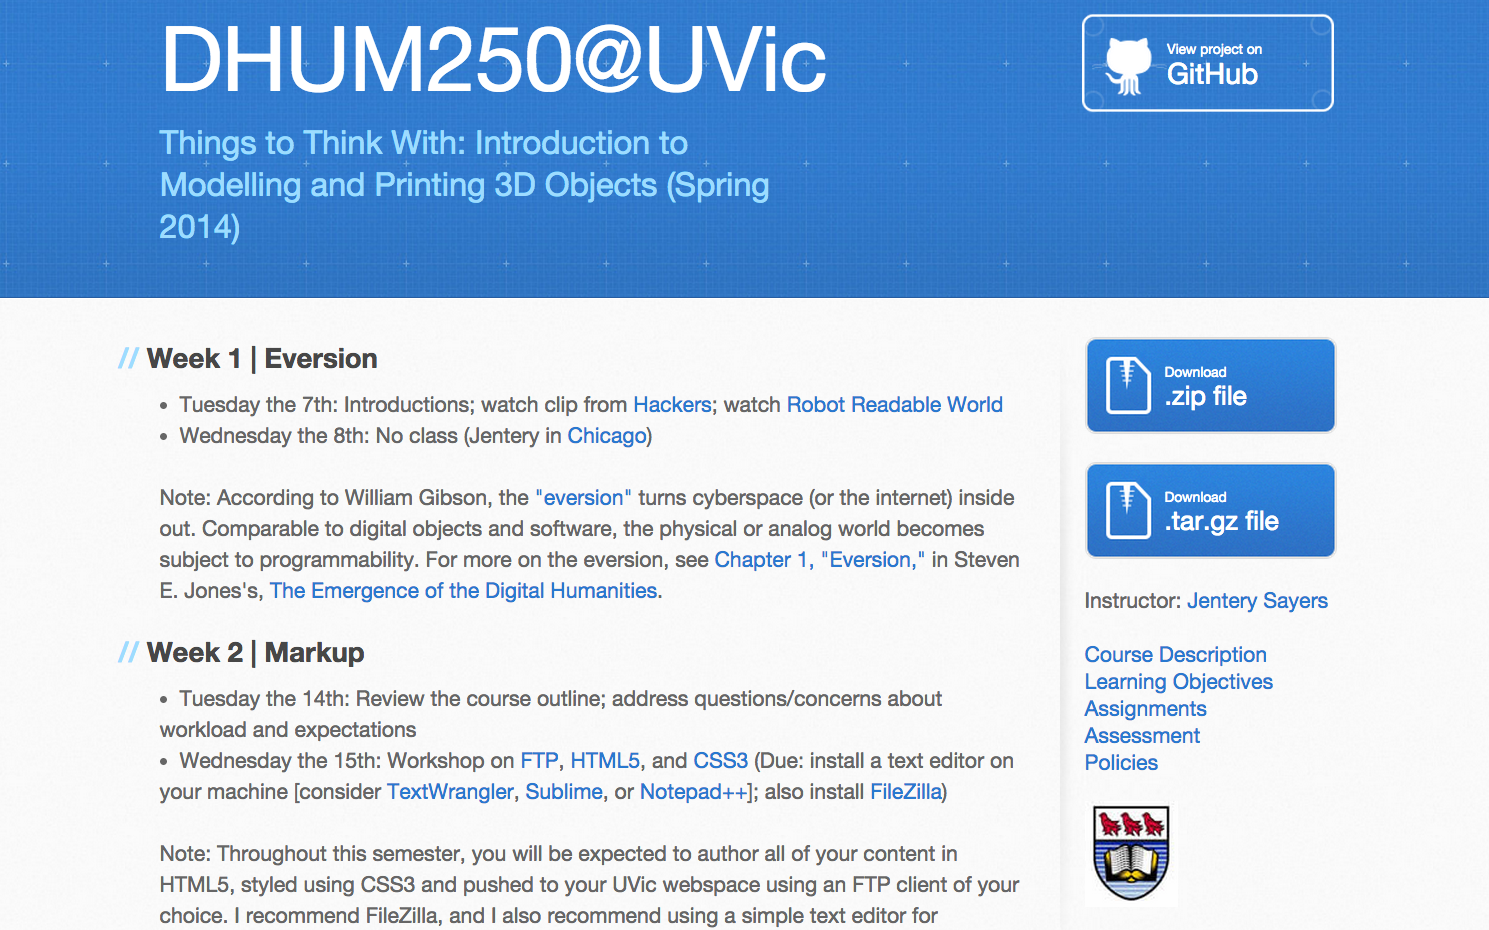 DHUM250@UVic
View project on
GitHub
Things to Think With: Introduction to
Modelling and Printing 3D Objects (Spring
2014)
// Week 1 | Eversion
• Tuesday the 7th: Introductions; watch clip from Hackers; watch Robot Readable World
• Wednesday the 8th: No class (Jentery in Chicago)
Note: According to William Gibson, the "eversion" turns cyberspace (or the internet) inside
out. Comparable to digital objects and software, the physical or analog world becomes
subject to programmability. For more on the eversion, see Chapter 1, "Eversion," in Steven
E. Jones's, The Emergence of the Digital Humanities.
// Week 2 | Markup
• Tuesday the 14th: Review the course outline; address questions/concerns about
workload and expectations
• Wednesday the 15th: Workshop on FTP, HTML5, and CSS3 (Due: install a text editor on
your machine [consider TextWrangler, Sublime, or Notepad++]; also install FileZilla)
Note: Throughout this semester, you will be expected to author all of your content in
HTML5, styled using CSS3 and pushed to your UVic webspace using an FTP client of your
choice. I recommend FileZilla, and I also recommend using a simple text editor for
Download
.zip file
Download
.tar.gz file
Instructor: Jentery Sayers
Course Description
Learning Objectives
Assignments
Assessment
Policies